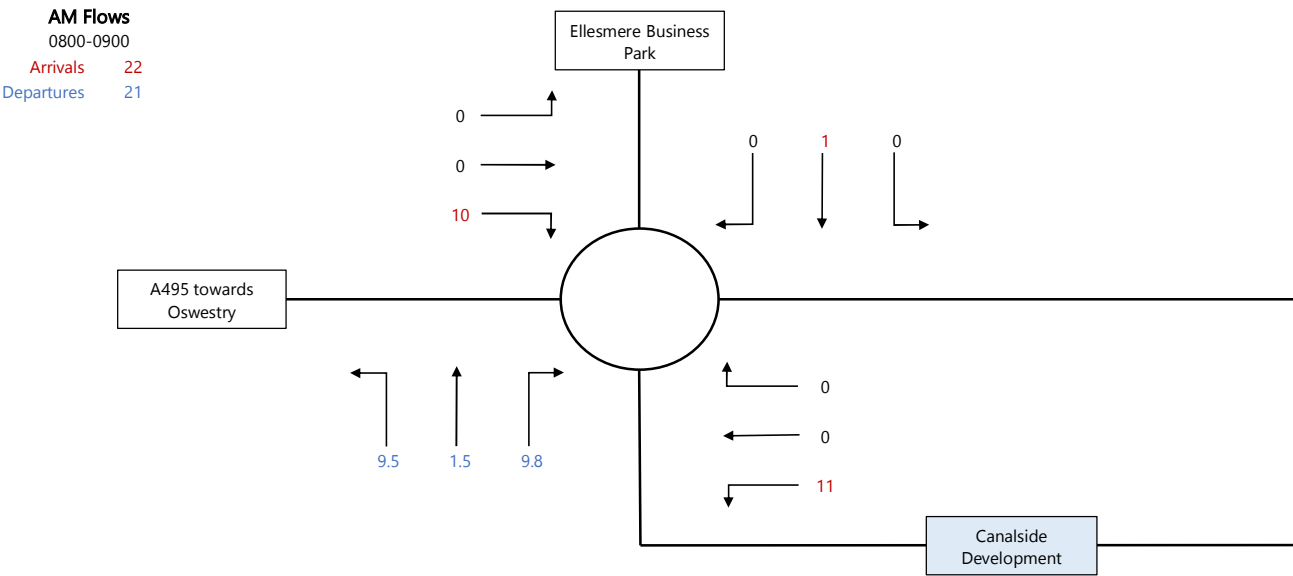 AM Flows
0800-0900
Arrivals 22
Departures 21
Ellesmere Business
Park
0
0
10
0 1 0
A495 towards
Oswestry
0
0
11
9.5 1.5 9.8
Canalside
Development